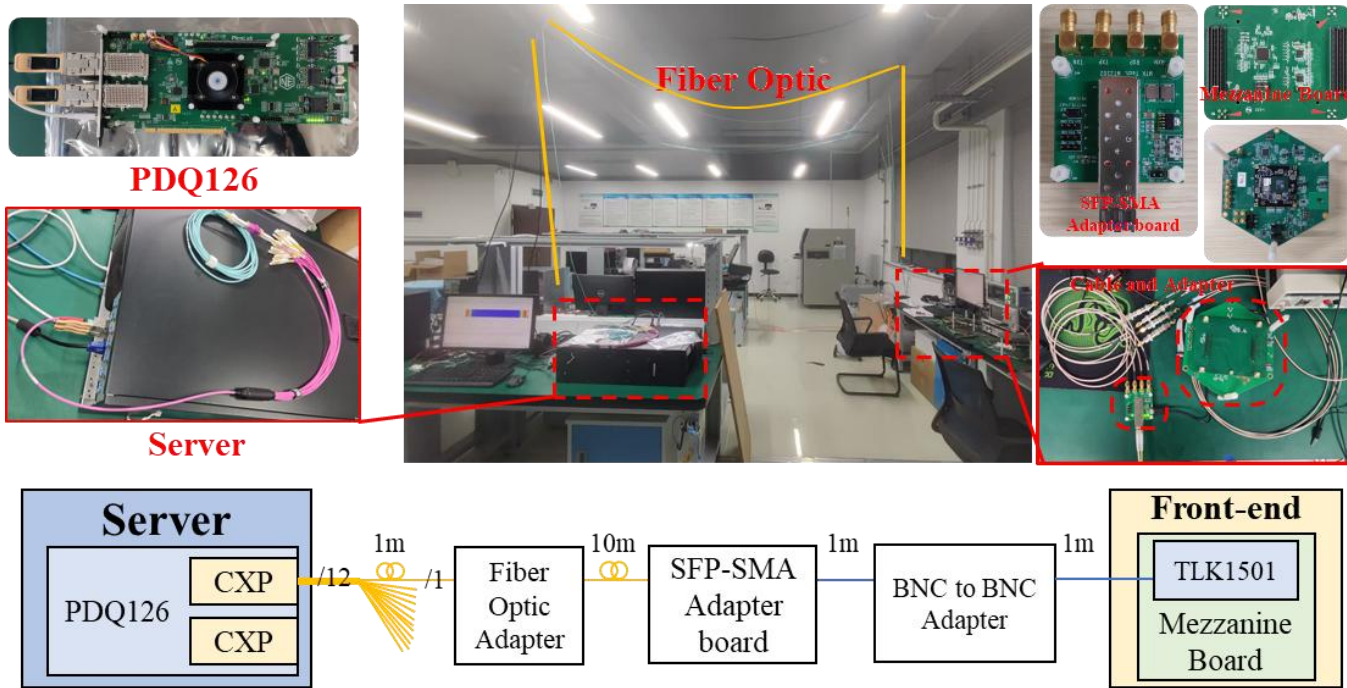 Fiber Optic
PDQ126
Server
SFP-SMA
Adapter board
Mezzanine Board
Cable and Adapter
Server
PDQ126
CXP
CXP
/12
1m
/1
Fiber
Optic
Adapter
10m
SFP-SMA
Adapter
board
1m
BNC to BNC
Adapter
1m
Front-end
TLK1501
Mezzanine
Board